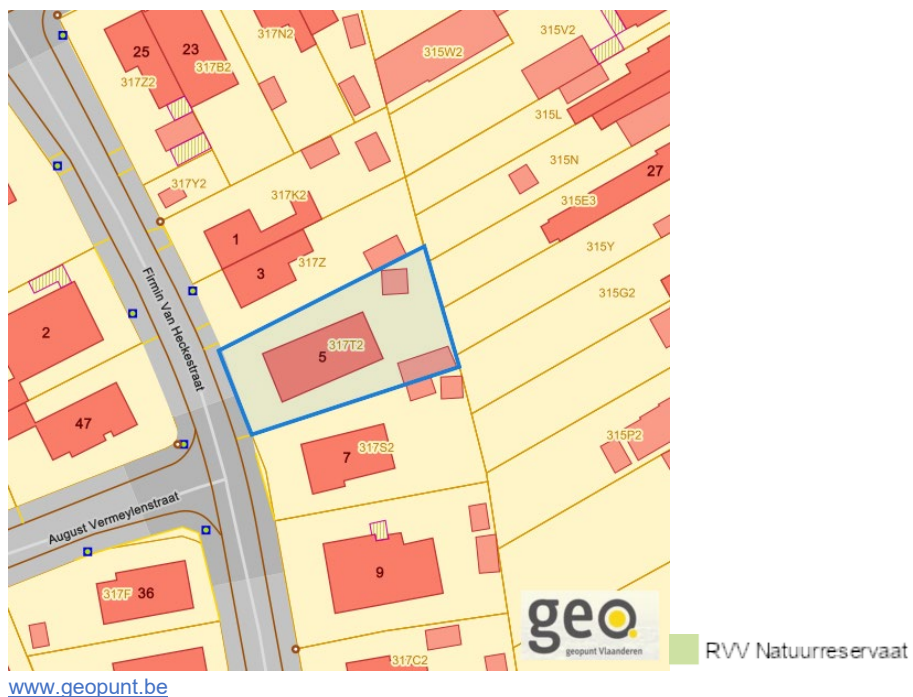 317N2
315V2
25
23
317Z2
317B2
315W2
315L
315N
27
317Y2
317K2
315E3
1
315Y
3
317Z
315G2
Firmin Van Heckestraat
2
5
317T2
47
7
317S2
315P2
August Vermeylenstraat
9
317F
36
geo
geopunt Vlaanderen
317C2
RVV Natuurreservaat
www.geopunt.be